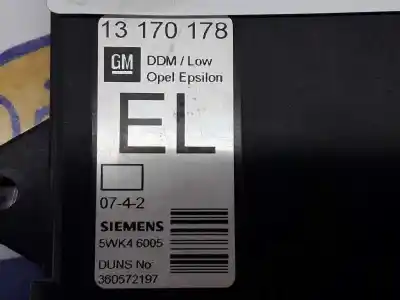 13 170 178
GM
DDM / Low
Opel Epsilon
EL
07-4-2
SIEMENS
5WK4 6005
DUNS No
360572197